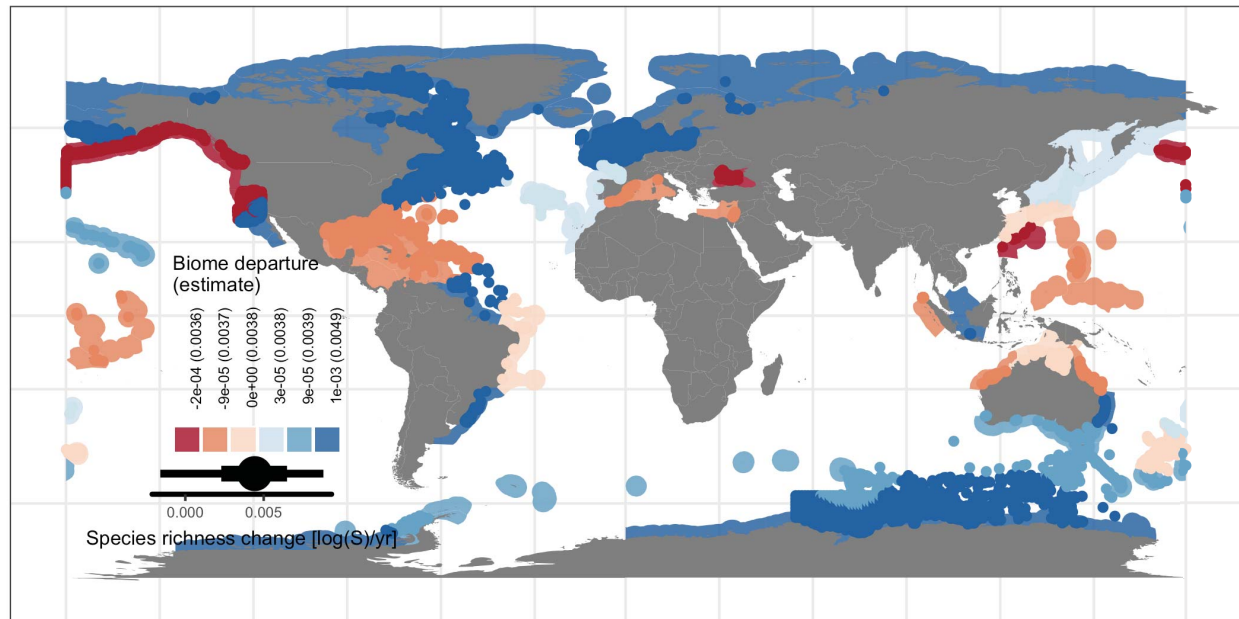 Biome departure
(estimate)
-2e-04 (0.0036)
-9e-05 (0.0037)
0e+00 (0.0038)
3e-05 (0.0038)
9e-05 (0.0039)
1e-03 (0.0049)
0.000 0.005
Species richness change [log(S)/yr]